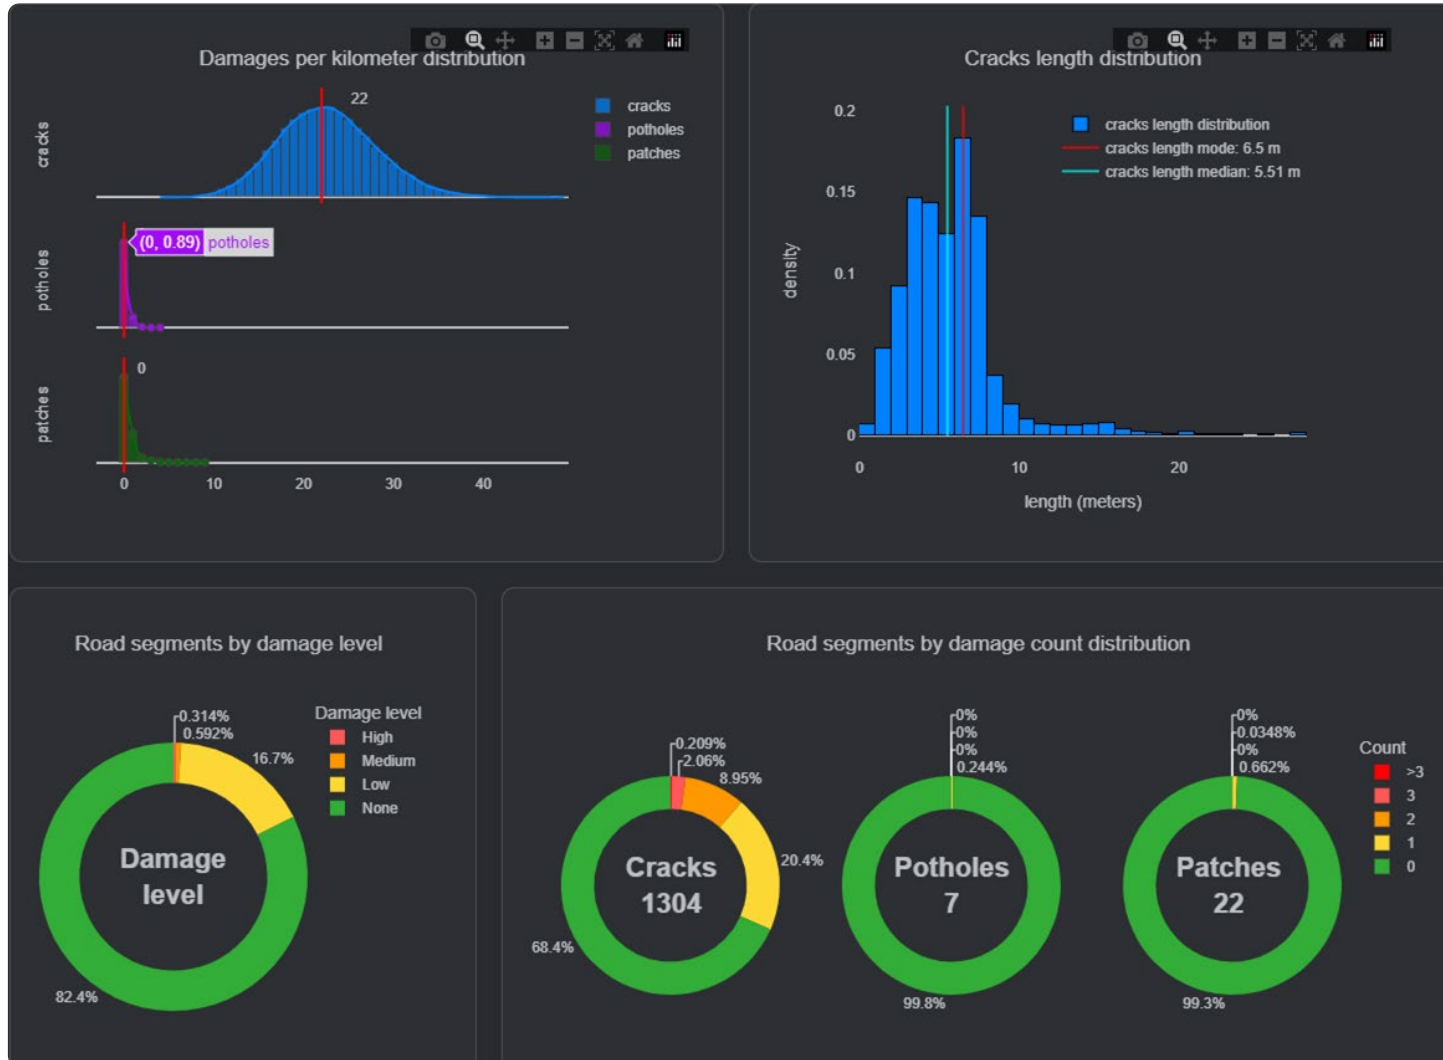 Damages per kilometer distribution
22
cracks
potholes
patches
cracks
(0, 0.89) potholes
potholes
0
patches
0 10 20 30 40
Cracks length distribution
0.2
cracks length distribution
cracks length mode: 6.5 m
cracks length median: 5.51 m
0.15
density
0.1
0.05
0
0 10 20
length (meters)
Road segments by damage level
0.314%
0.592%
16.7%
Damage level
High
Medium
Low
None
Damage
level
82.4%
Road segments by damage count distribution
0.209%
2.06%
8.95%
20.4%
Cracks
1304
68.4%
0%
0%
0%
0.244%
Potholes
7
99.8%
0%
0.0348%
0%
0.662%
Patches
22
99.3%
Count
>3
3
2
1
0